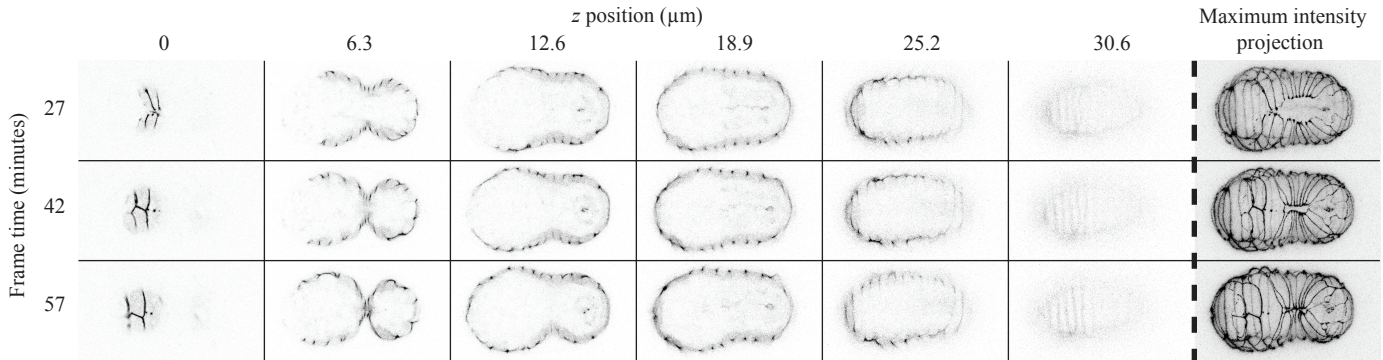 z position (µm)
Maximum intensity
projection
0 6.3 12.6 18.9 25.2 30.6
Frame time (minutes)
27
42
57